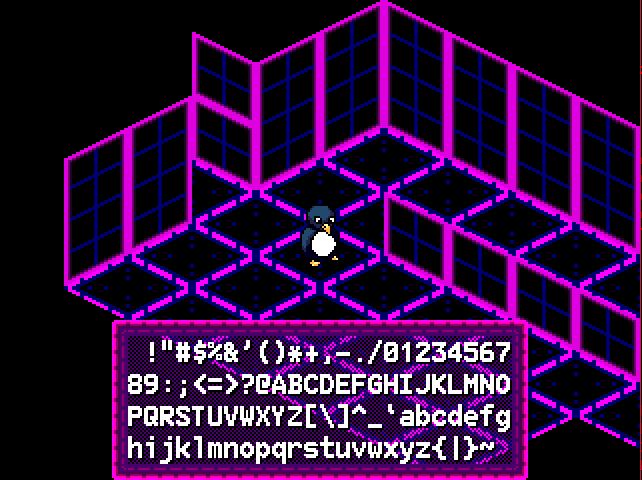 !"#$%&'()*+,-./01234567
89:;<=>?@ABCDEFGHIJKLMNO
PQRSTUVWXYZ[\]^_`abcdefg
hijklmnopqrstuvwxyz{|}~